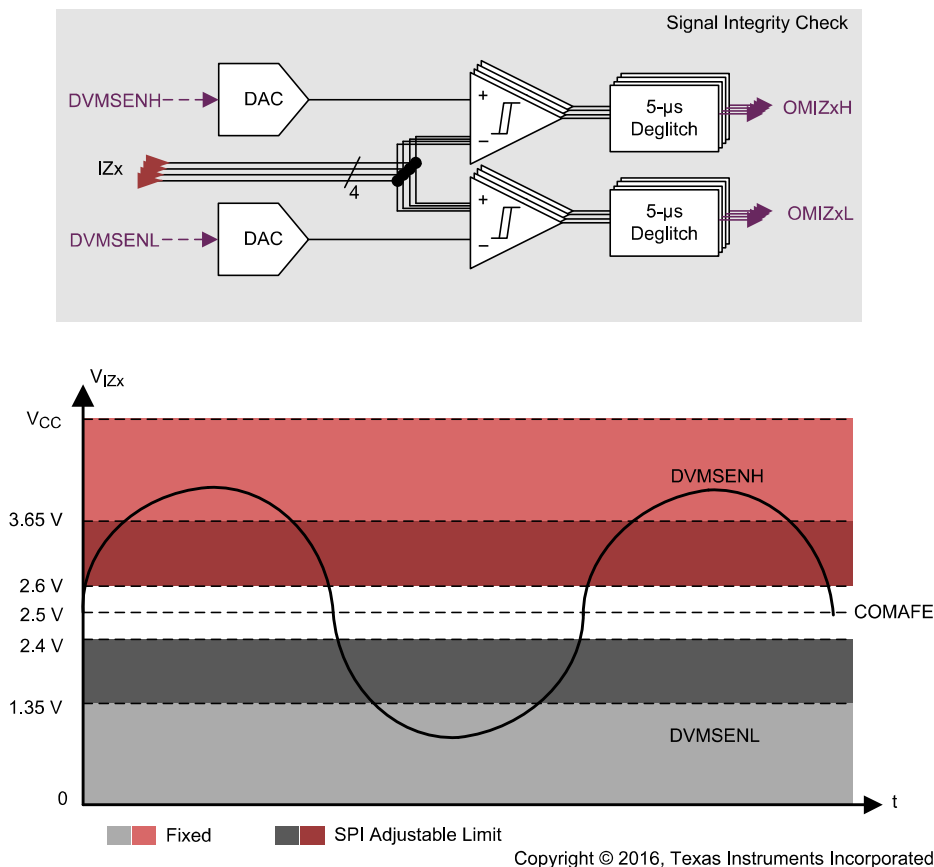 Signal Integrity Check
DVMSENH
DAC
+
−
5-µs
Deglitch
OMIZxH
IZx
4
DVMSENL
DAC
+
−
5-µs
Deglitch
OMIZxL
VIZx
VCC
DVMSENH
3.65 V
2.6 V
2.5 V
COMAFE
2.4 V
1.35 V
DVMSENL
0
t
Fixed
SPI Adjustable Limit
Copyright © 2016, Texas Instruments Incorporated